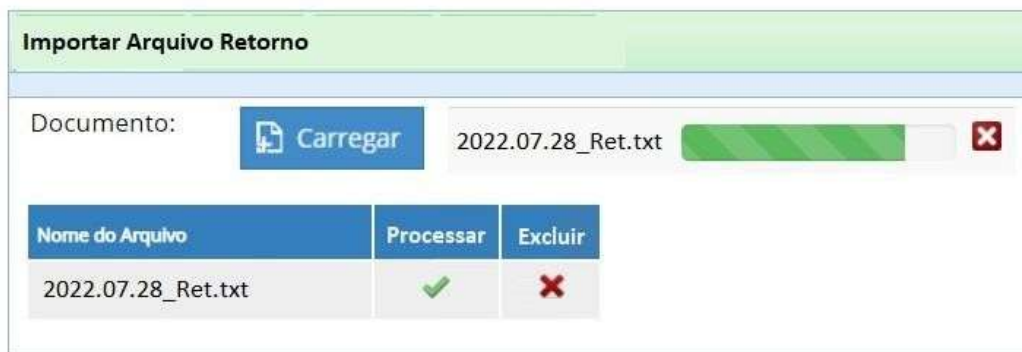 Importar Arquivo Retorno
Documento: Carregar 2022.07.28_Ret.txt
Nome do Arquivo Processar Excluir
2022.07.28_Ret.txt